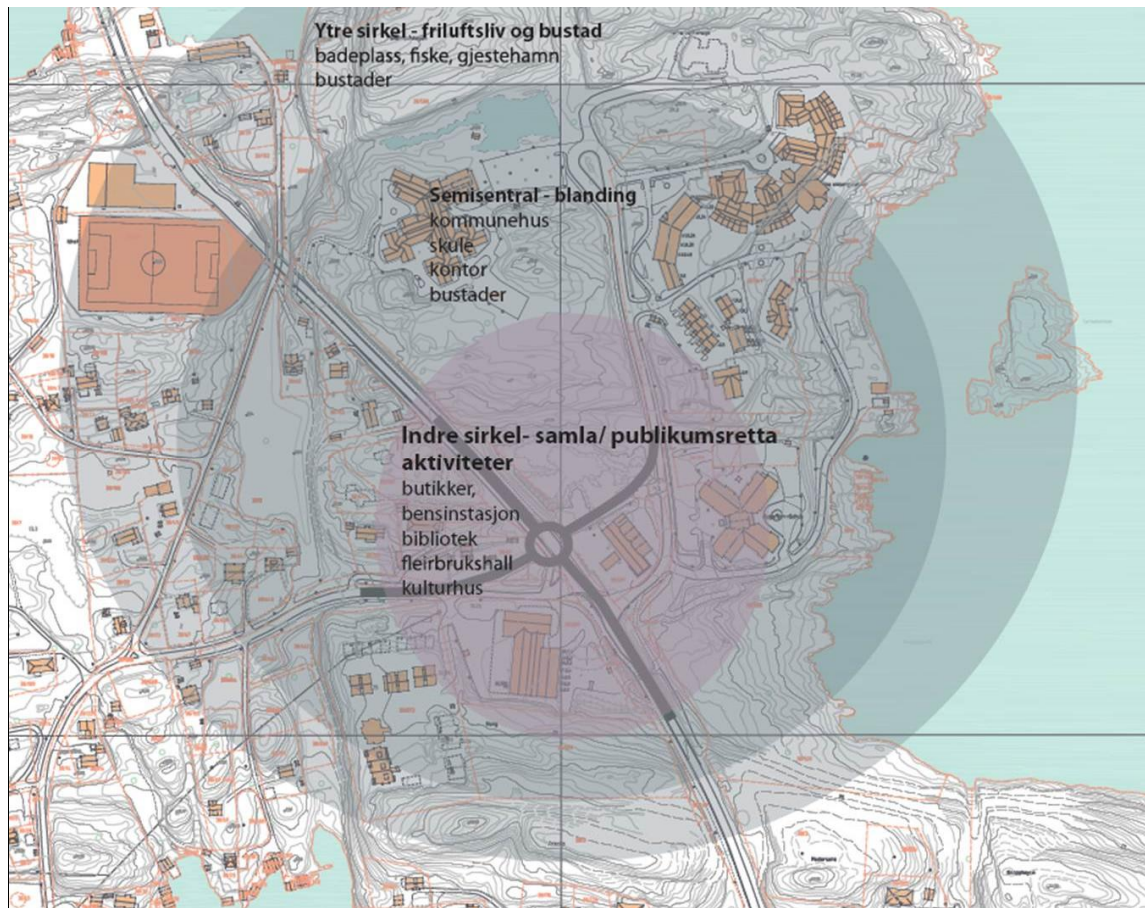 Ytre sirkel - friluftsliv og bustad
badeplass, fiske, gjestehamn
bustader
Semisentral - blanding
kommunehus
skule
kontor
bustader
Indre sirkel- samla/ publikumsretta
aktiviteter
butikker,
bensinstasjon
bibliotek
fleirbrukshall
kulturhus